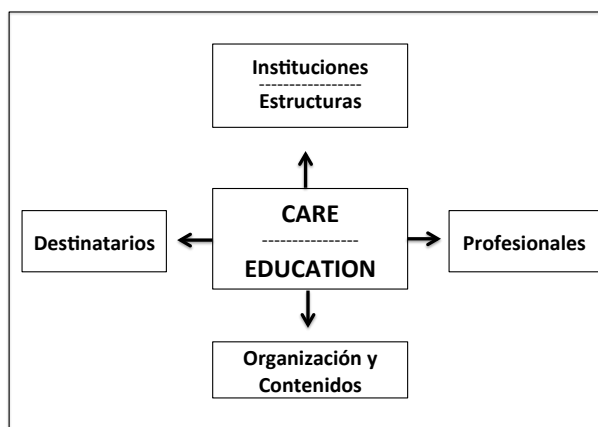 Instituciones
-----------------
Estructuras
CARE
----------------
EDUCATION
Destinatarios
Profesionales
Organización y
Contenidos